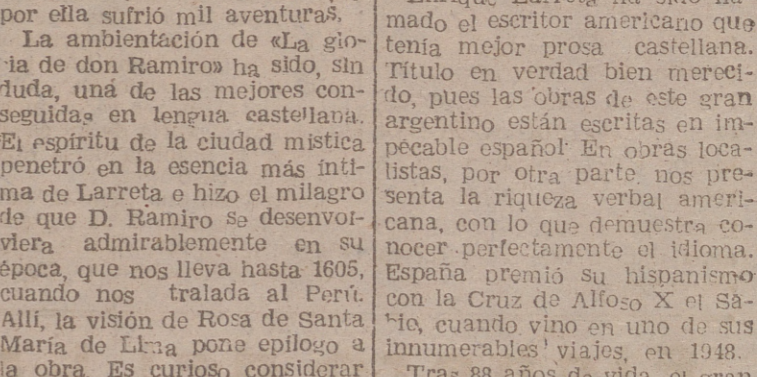 por ella sufrió mil aventuras,
La ambientación de «La glo-
ria de don Ramiro» ha sido, sin
duda, una de las mejores con-
seguidas en lengua castellana.
El espíritu de la ciudad mistica
penetró en la esencia más ínti-
ma de Larreta e hizo el milagro
de que D. Ramiro se desenvol-
viera admirablemente en su
época, que nos lleva hasta 1605,
cuando nos tralada al Perú.
Allí, la visión de Rosa de Santa
María de Lima pone epilogo a
la obra. Es curioso considerar
Enrique Larreta ha sido lla-
mado el escritor americano que
tenía mejor prosa castellana.
Título en verdad bien mereci-
do, pues las obras de este gran
argentino están escritas en im-
pecable español. En obras loca-
listas, por otra parte, nos pre-
senta la riqueza verbal ameri-
cana, con lo que demuestra co-
nocer perfectamente el idioma.
España premió su hispanismo
con la Cruz de Alfoso X el Sa-
bio, cuando vino en uno de sus
innumerables viajes, en 1948.
Tras 88 años de vida, el gran